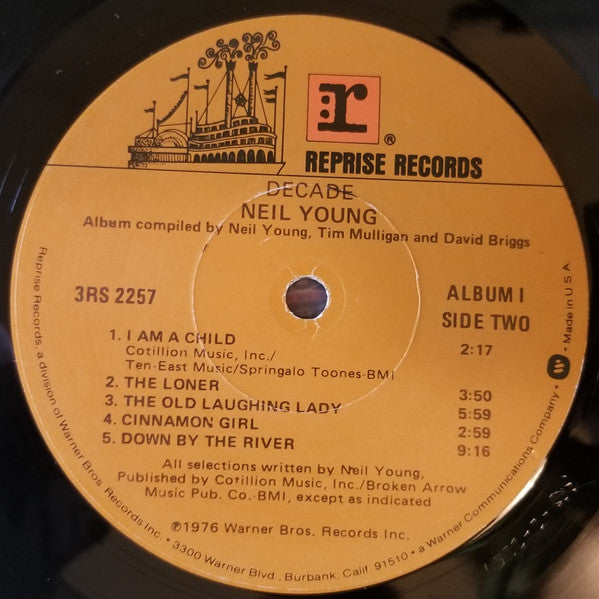 r
®
REPRISE RECORDS
DECADE
NEIL YOUNG
Album compiled by Neil Young, Tim Mulligan and David Briggs
3RS 2257
ALBUM I
SIDE TWO
1. I AM A CHILD 2:17
Cotillion Music, Inc./
Ten-East Music/Springalo Toones-BMI
2. THE LONER 3:50
3. THE OLD LAUGHING LADY 5:59
4. CINNAMON GIRL 2:59
5. DOWN BY THE RIVER 9:16
All selections written by Neil Young,
Published by Cotillion Music, Inc./Broken Arrow
Music Pub. Co.-BMI, except as indicated
℗1976 Warner Bros. Records Inc.
Reprise Records, a division of Warner Bros. Records Inc. • 3300 Warner Blvd., Burbank, Calif. 91510 • a Warner Communications Company • W • Made in U.S.A.